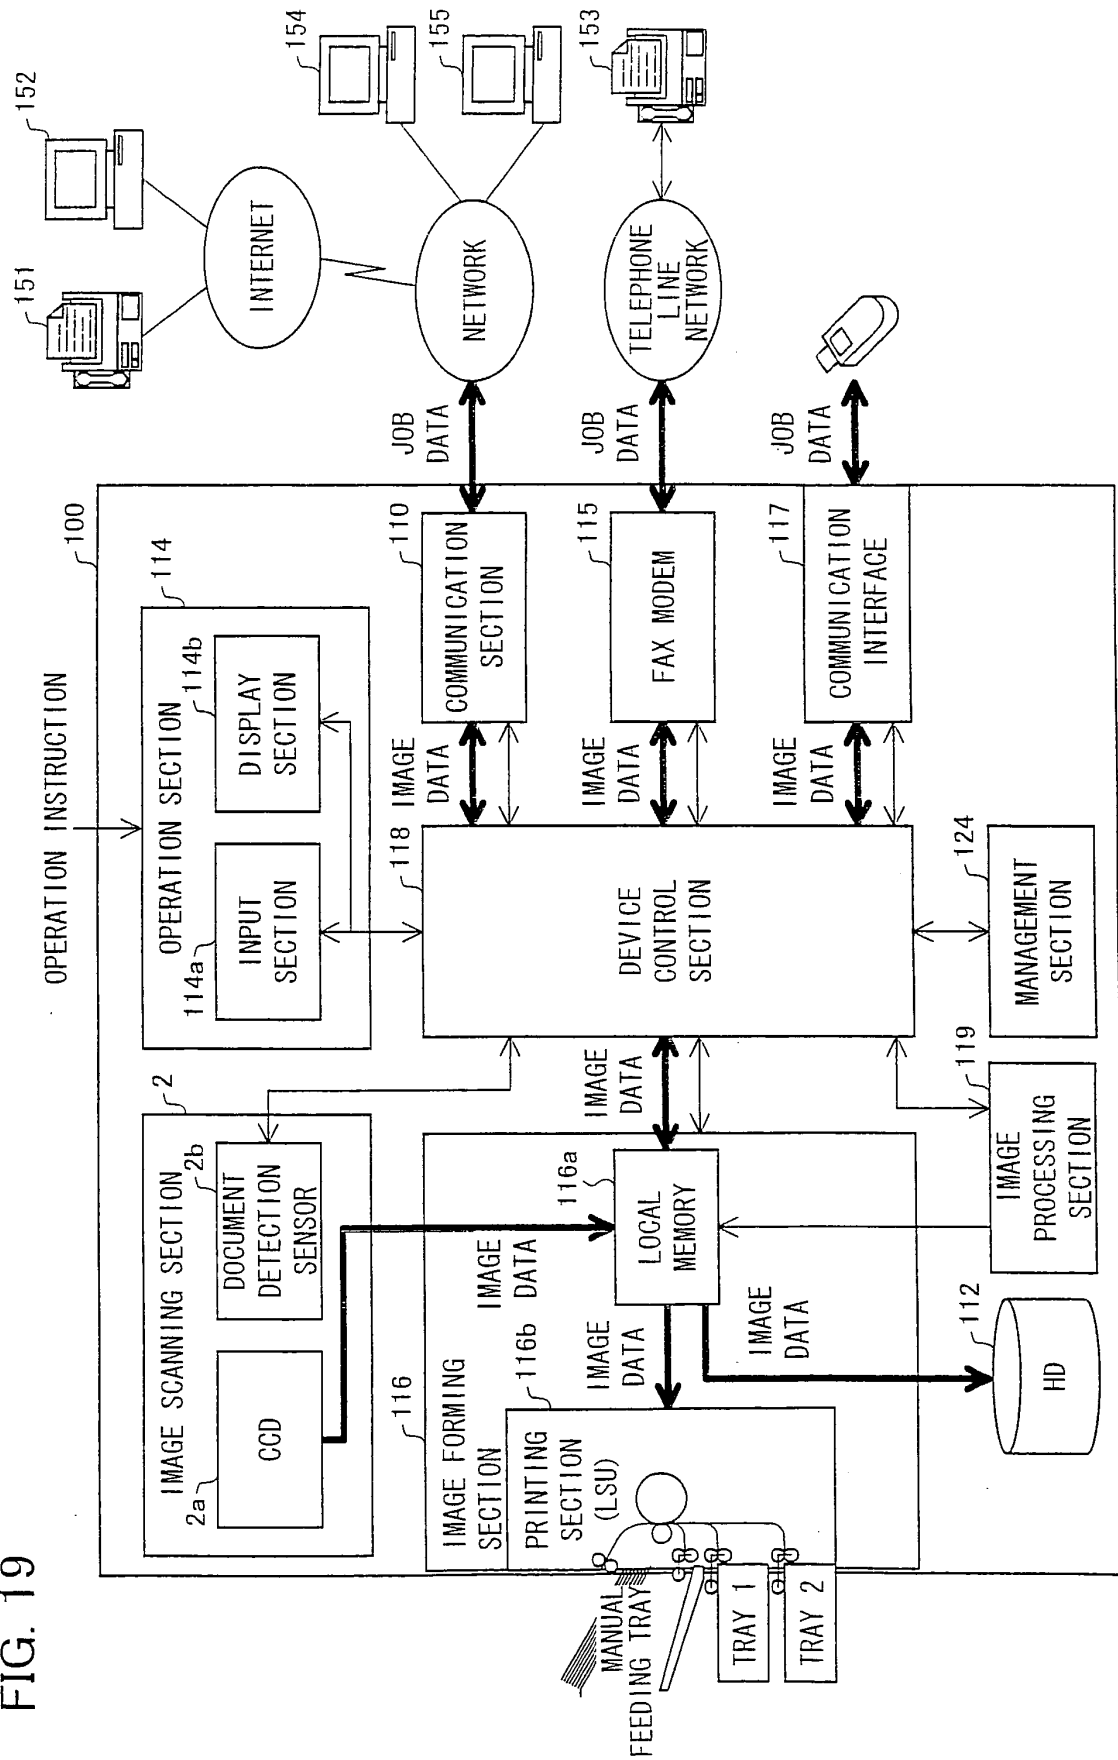 FIG. 19
OPERATION INSTRUCTION
100
IMAGE SCANNING SECTION
2
2a
CCD
2b
DOCUMENT
DETECTION
SENSOR
OPERATION SECTION
114
114a
INPUT
SECTION
114b
DISPLAY
SECTION
IMAGE FORMING
SECTION
116
PRINTING
SECTION
(LSU)
116b
MANUAL
FEEDING TRAY
TRAY 1
TRAY 2
IMAGE
DATA
IMAGE
DATA
IMAGE
DATA
LOCAL
MEMORY
116a
HD
112
IMAGE
DATA
DEVICE
CONTROL
SECTION
118
IMAGE
PROCESSING
SECTION
119
MANAGEMENT
SECTION
124
IMAGE
DATA
IMAGE
DATA
IMAGE
DATA
COMMUNICATION
SECTION
110
FAX MODEM
115
COMMUNICATION
INTERFACE
117
JOB
DATA
JOB
DATA
JOB
DATA
INTERNET
NETWORK
TELEPHONE
LINE
NETWORK
151
152
154
155
153